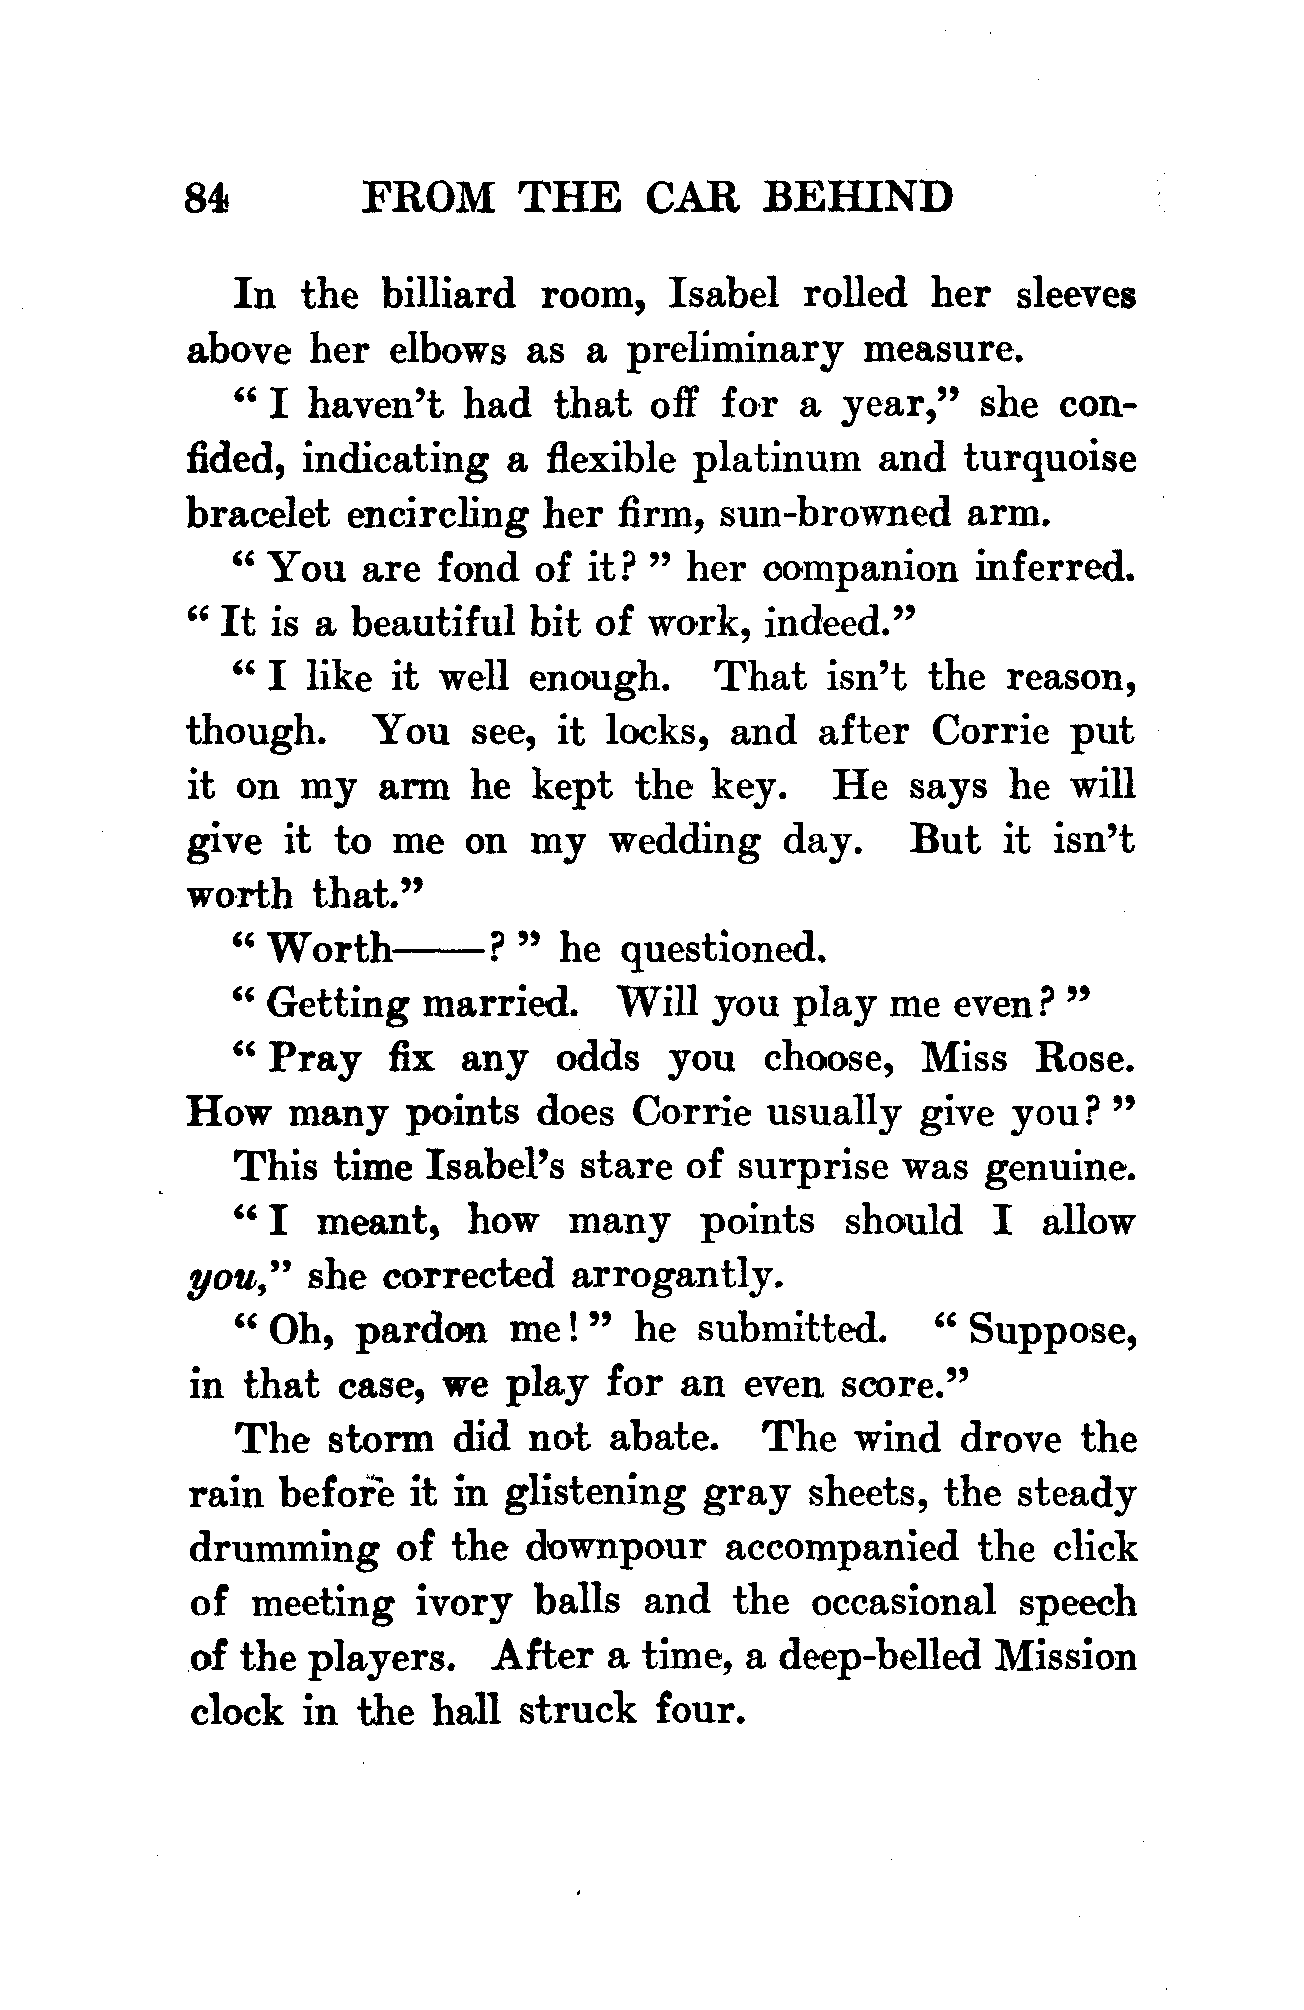 84 FROM THE CAR BEHIND
In the billiard room, Isabel rolled her sleeves
above her elbows as a preliminary measure.
“ I haven’t had that off for a year,” she con-
fided, indicating a flexible platinum and turquoise
bracelet encircling her firm, sun-browned arm.
“ You are fond of it? ” her companion inferred.
“ It is a beautiful bit of work, indeed.”
“ I like it well enough. That isn’t the reason,
though. You see, it locks, and after Corrie put
it on my arm he kept the key. He says he will
give it to me on my wedding day. But it isn’t
worth that.”
“ Worth——? ” he questioned.
“ Getting married. Will you play me even? ”
“ Pray fix any odds you choose, Miss Rose.
How many points does Corrie usually give you? ”
This time Isabel’s stare of surprise was genuine.
“ I meant, how many points should I allow
you,” she corrected arrogantly.
“ Oh, pardon me! ” he submitted. “ Suppose,
in that case, we play for an even score.”
The storm did not abate. The wind drove the
rain before it in glistening gray sheets, the steady
drumming of the downpour accompanied the click
of meeting ivory balls and the occasional speech
of the players. After a time, a deep-belled Mission
clock in the hall struck four.